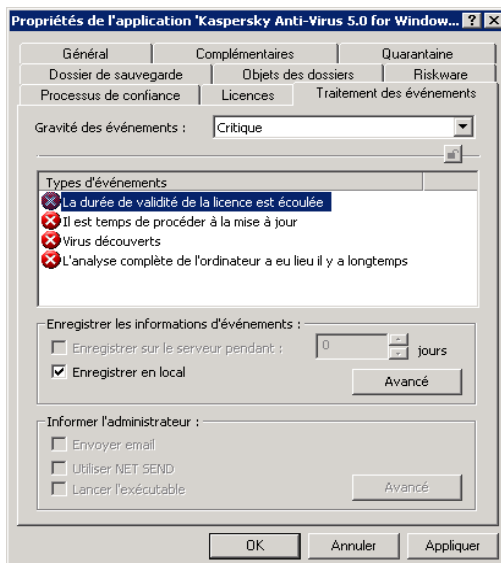 Propriétés de l'application 'Kaspersky Anti-Virus 5.0 for Window...
Général
Complémentaires
Quarantaine
Dossier de sauvegarde
Objets des dossiers
Riskware
Processus de confiance
Licences
Traitement des événements
Gravité des événements :
Critique
Types d'événements
La durée de validité de la licence est écoulée
Il est temps de procéder à la mise à jour
Virus découverts
L'analyse complète de l'ordinateur a eu lieu il y a longtemps
Enregistrer les informations d'événements :
Enregistrer sur le serveur pendant :
0
jours
Enregistrer en local
Avancé
Informer l'administrateur :
Envoyer email
Utiliser NET SEND
Lancer l'exécutable
Avancé
OK
Annuler
Appliquer